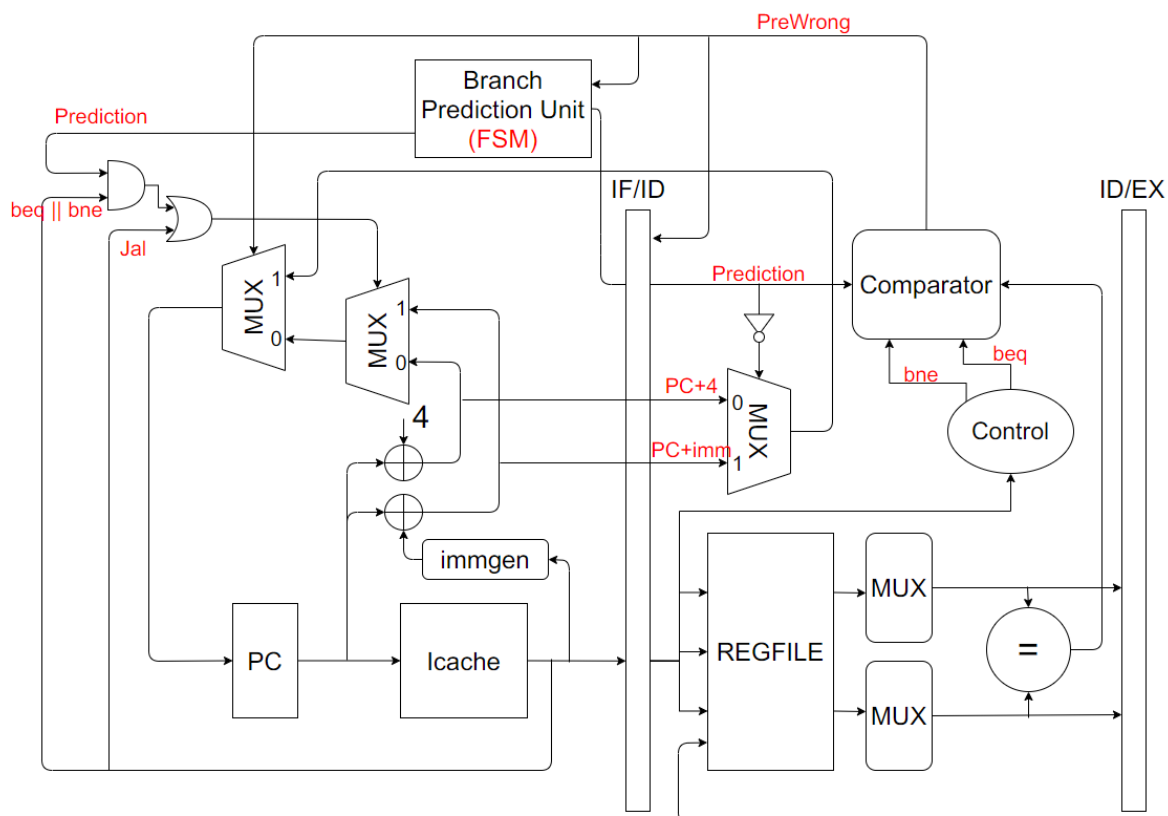 PreWrong
Branch
Prediction Unit
(FSM)
Prediction
IF/ID
ID/EX
beq || bne
Jal
Prediction
Comparator
MUX
1
0
MUX
1
0
beq
bne
PC+4
0
MUX
1
4
Control
PC+imm
immgen
MUX
PC
Icache
REGFILE
=
MUX